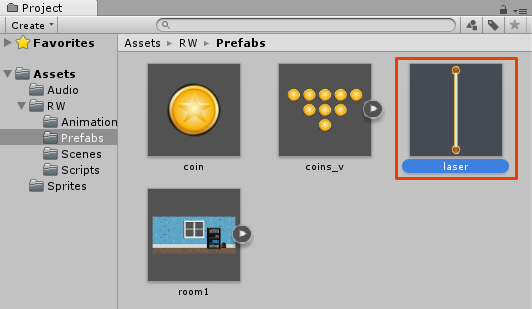 Project
Create
Favorites
Assets
Audio
RW
Animation
Prefabs
Scenes
Scripts
Sprites
Assets ▸ RW ▸ Prefabs
coin
coins_v
laser
room1